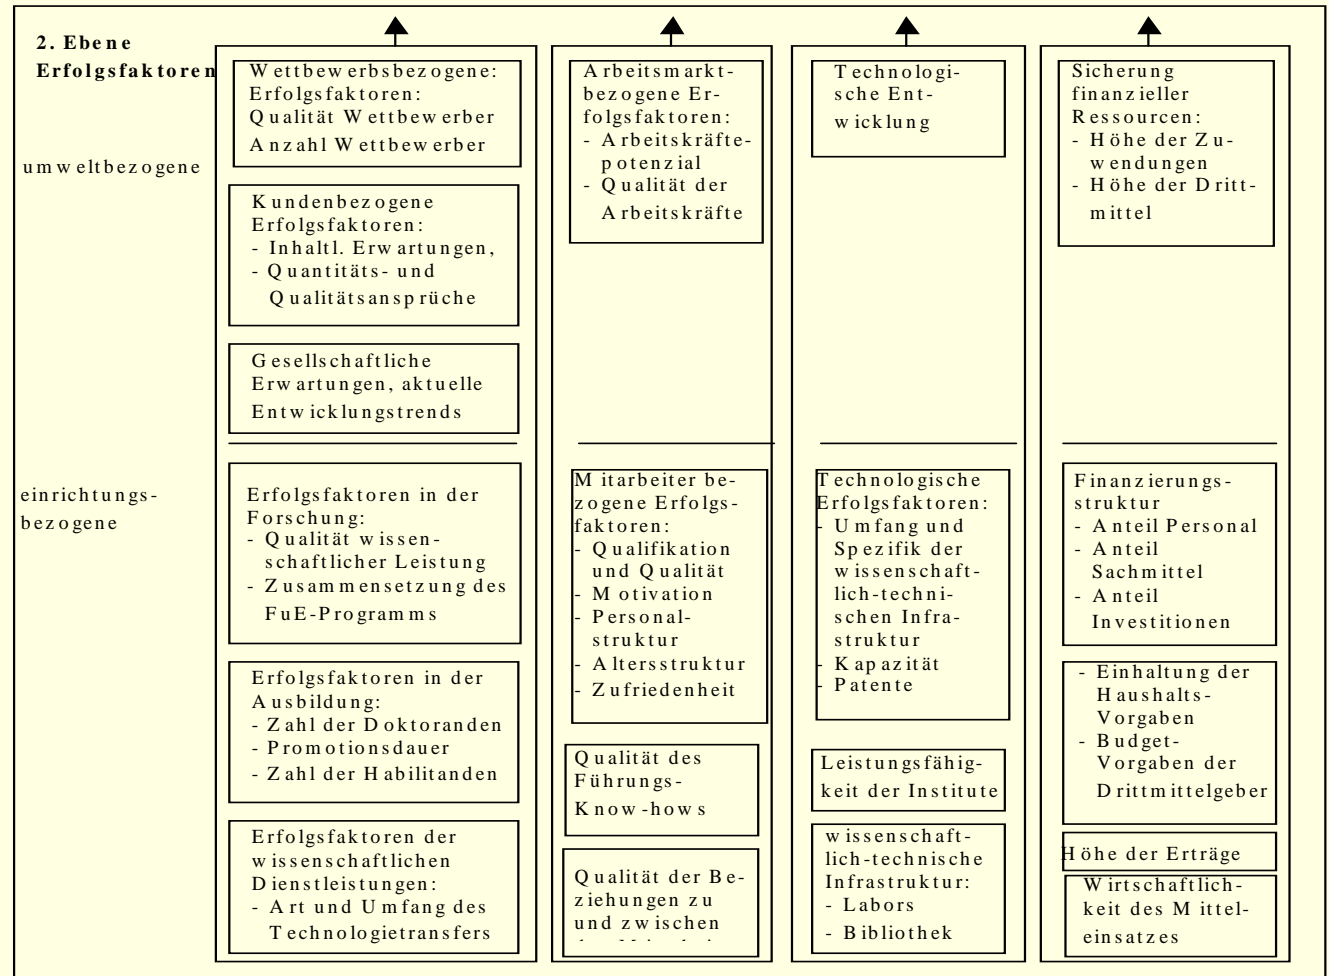 2. Ebene
Erfolgsfaktoren
umweltbezogene
Wettbewerbsbezogene:
Erfolgsfaktoren:
Qualität Wettbewerber
Anzahl Wettbewerber
Kundenbezogene
Erfolgsfaktoren:
- Inhaltl. Erwartungen,
- Quantitäts- und
Qualitätsansprüche
Gesellschaftliche
Erwartungen, aktuelle
Entwicklungstrends
Arbeitsmarkt-
bezogene Er-
folgsfaktoren:
- Arbeitskräfte-
potenzial
- Qualität der
Arbeitskräfte
Technologi-
sche Ent-
wicklung
Sicherung
finanzieller
Ressourcen:
- Höhe der Zu-
wendungen
- Höhe der Dritt-
mittel
einrichtungs-
bezogene
Erfolgsfaktoren in der
Forschung:
- Qualität wissen-
schaftlicher Leistung
- Zusammensetzung des
FuE-Programms
Erfolgsfaktoren in der
Ausbildung:
- Zahl der Doktoranden
- Promotionsdauer
- Zahl der Habilitanden
Erfolgsfaktoren der
wissenschaftlichen
Dienstleistungen:
- Art und Umfang des
Technologietransfers
Mitarbeiter be-
zogene Erfolgs-
faktoren:
- Qualifikation
und Qualität
- Motivation
- Personal-
struktur
- Altersstruktur
- Zufriedenheit
Qualität des
Führungs-
Know-hows
Qualität der Be-
ziehungen zu
und zwischen
Technologische
Erfolgsfaktoren:
- Umfang und
Spezifik der
wissenschaft-
lich-techni-
schen Infra-
struktur
- Kapazität
- Patente
Leistungsfähig-
keit der Institute
wissenschaft-
lich-technische
Infrastruktur:
- Labors
- Bibliothek
Finanzierungs-
struktur
- Anteil Personal
- Anteil
Sachmittel
- Anteil
Investitionen
- Einhaltung der
Haushalts-
Vorgaben
- Budget-
Vorgaben der
Drittmittelgeber
Höhe der Erträge
Wirtschaftlich-
keit des Mittel-
einsatzes